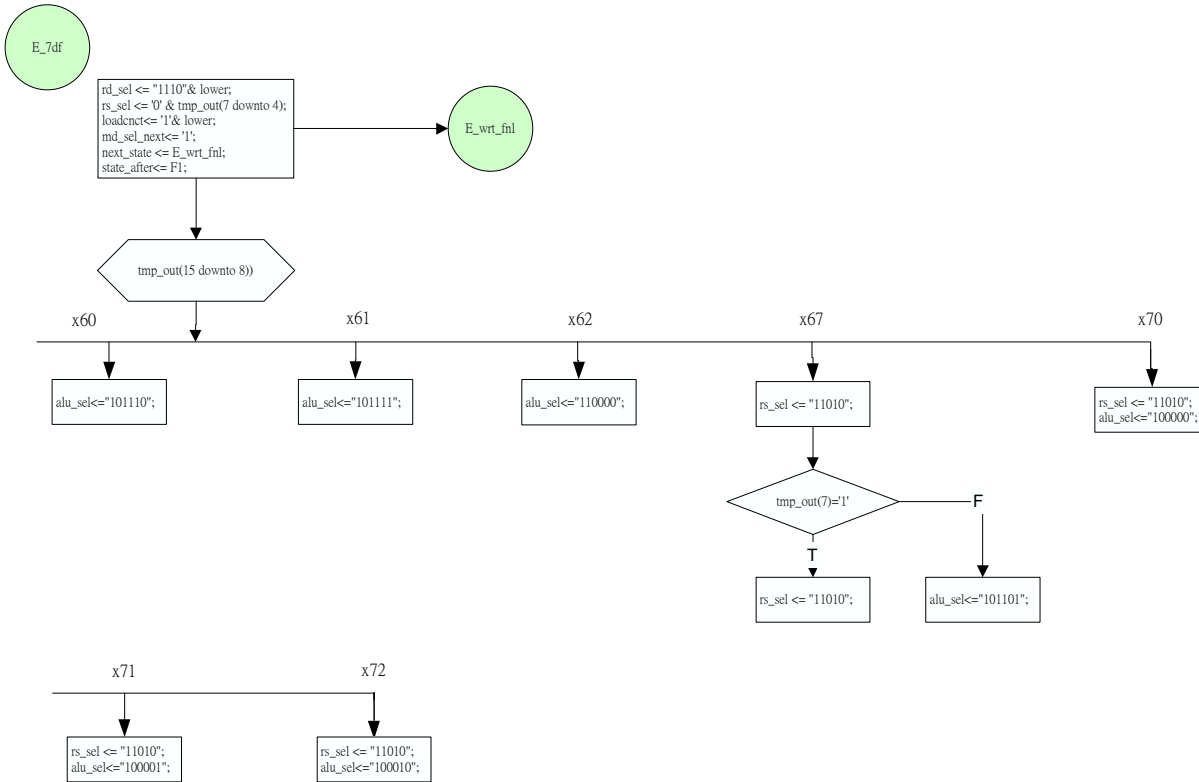 E_7df
rd_sel <= "1110"& lower;
rs_sel <= '0' & tmp_out(7 downto 4);
loadcnct<= '1'& lower;
md_sel_next<= '1';
next_state <= E_wrt_fnl;
state_after<= F1;
E_wrt_fnl
tmp_out(15 downto 8))
x60
x61
x62
x67
x70
alu_sel<="101110";
alu_sel<="101111";
alu_sel<="110000";
rs_sel <= "11010";
rs_sel <= "11010";
alu_sel<="100000";
tmp_out(7)='1'
F
T
rs_sel <= "11010";
alu_sel<="101101";
x71
x72
rs_sel <= "11010";
alu_sel<="100001";
rs_sel <= "11010";
alu_sel<="100010";